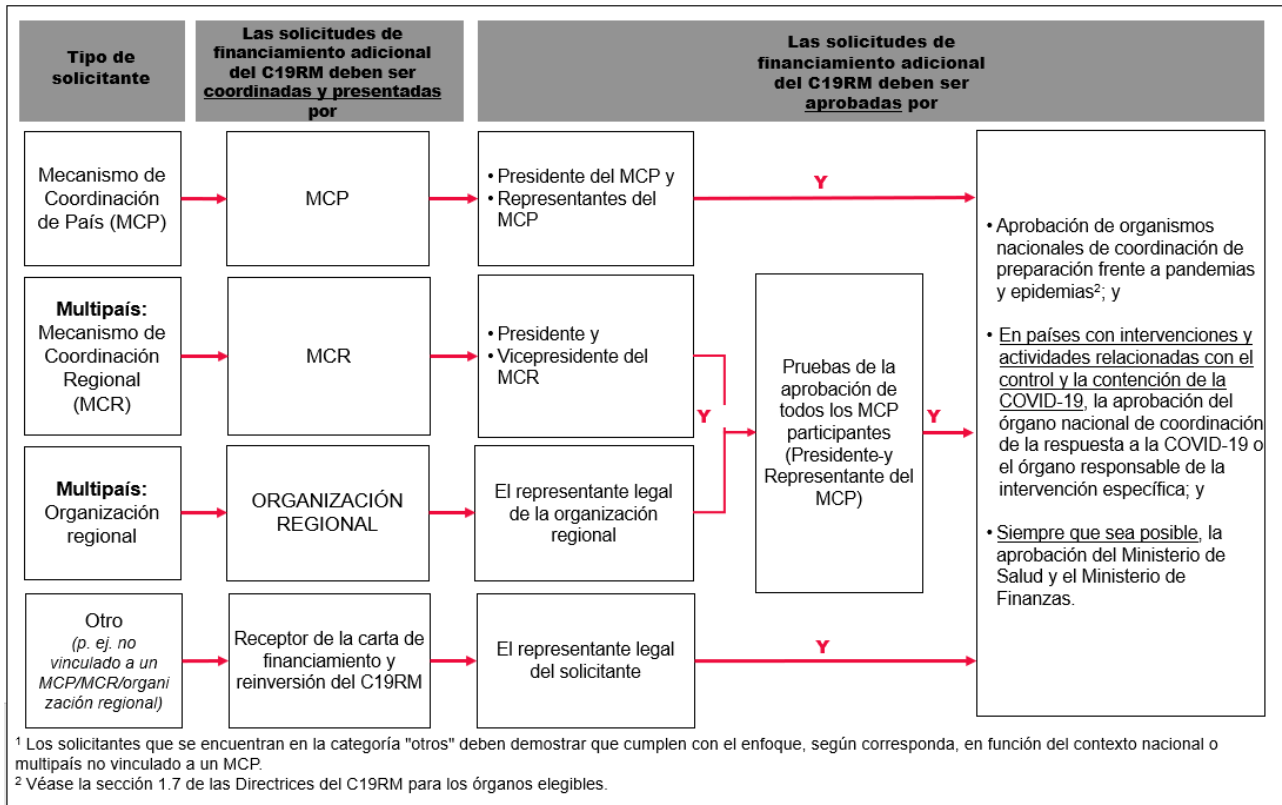 Tipo de
solicitante
Las solicitudes de
financiamiento adicional
del C19RM deben ser
coordinadas y presentadas
por
Las solicitudes de
financiamiento adicional
del C19RM deben ser
aprobadas por
Mecanismo de
Coordinación
de País (MCP)
MCP
• Presidente del MCP y
• Representantes del
MCP
Y
Multipaís:
Mecanismo de
Coordinación
Regional
(MCR)
MCR
• Presidente y
• Vicepresidente del
MCR
Y
Multipaís:
Organización
regional
ORGANIZACIÓN
REGIONAL
El representante legal
de la organización
regional
Pruebas de la
aprobación de
todos los MCP
participantes
(Presidente-y
Representante del
MCP)
Y
Otro
(p. ej. no
vinculado a un
MCP/MCR/organi
zación regional)
Receptor de la carta de
financiamiento y
reinversión del C19RM
El representante legal
del solicitante
Y
• Aprobación de organismos
nacionales de coordinación de
preparación frente a pandemias
y epidemias²; y
• En países con intervenciones y
actividades relacionadas con el
control y la contención de la
COVID-19, la aprobación del
órgano nacional de coordinación
de la respuesta a la COVID-19 o
el órgano responsable de la
intervención específica; y
• Siempre que sea posible, la
aprobación del Ministerio de
Salud y el Ministerio de
Finanzas.
¹ Los solicitantes que se encuentran en la categoría "otros" deben demostrar que cumplen con el enfoque, según corresponda, en función del contexto nacional o
multipaís no vinculado a un MCP.
² Véase la sección 1.7 de las Directrices del C19RM para los órganos elegibles.